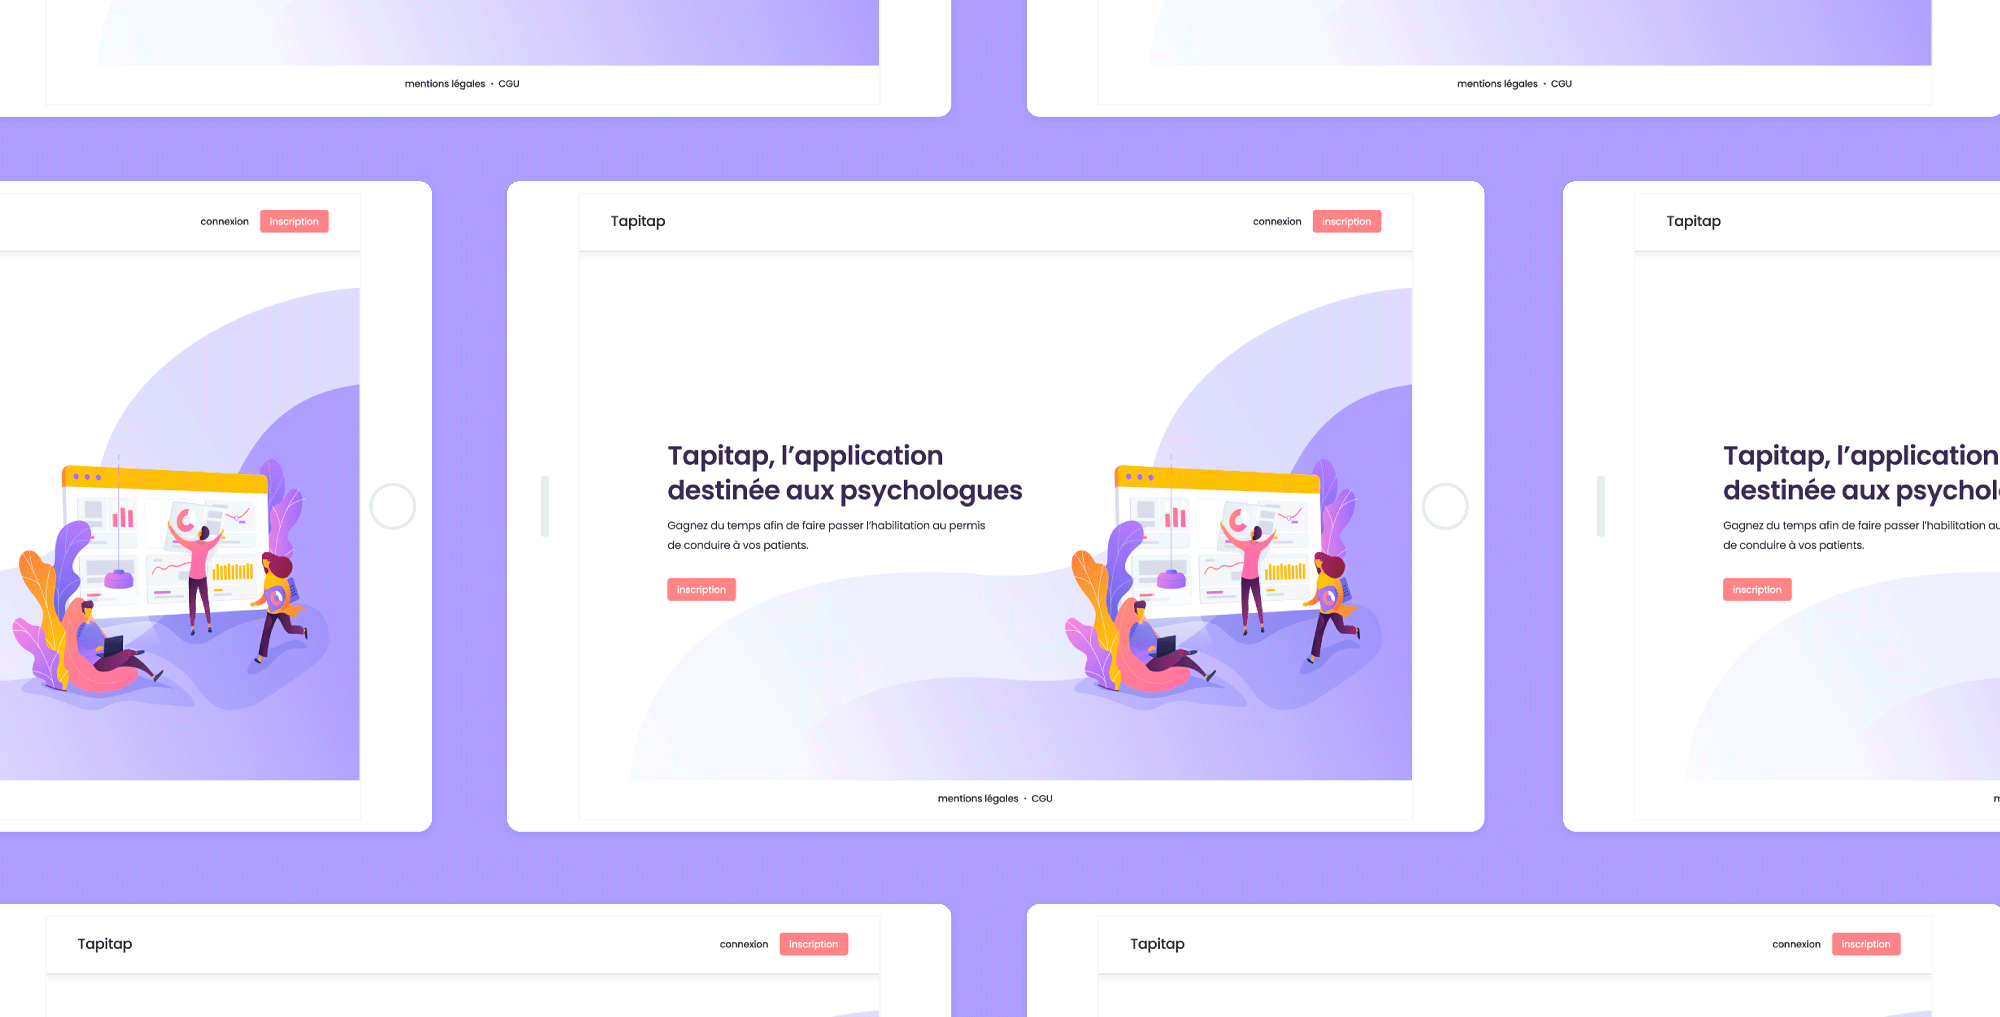 mentions légales · CGU
mentions légales · CGU
connexion
inscription
Tapitap
connexion
inscription
Tapitap, l’application
destinée aux psychologues
Gagnez du temps afin de faire passer l’habilitation au permis
de conduire à vos patients.
inscription
mentions légales · CGU
Tapitap
Tapitap, l’application
destinée aux psychol
Gagnez du temps afin de faire passer l’habilitation au
de conduire à vos patients.
inscription
Tapitap
connexion
inscription
Tapitap
connexion
inscription